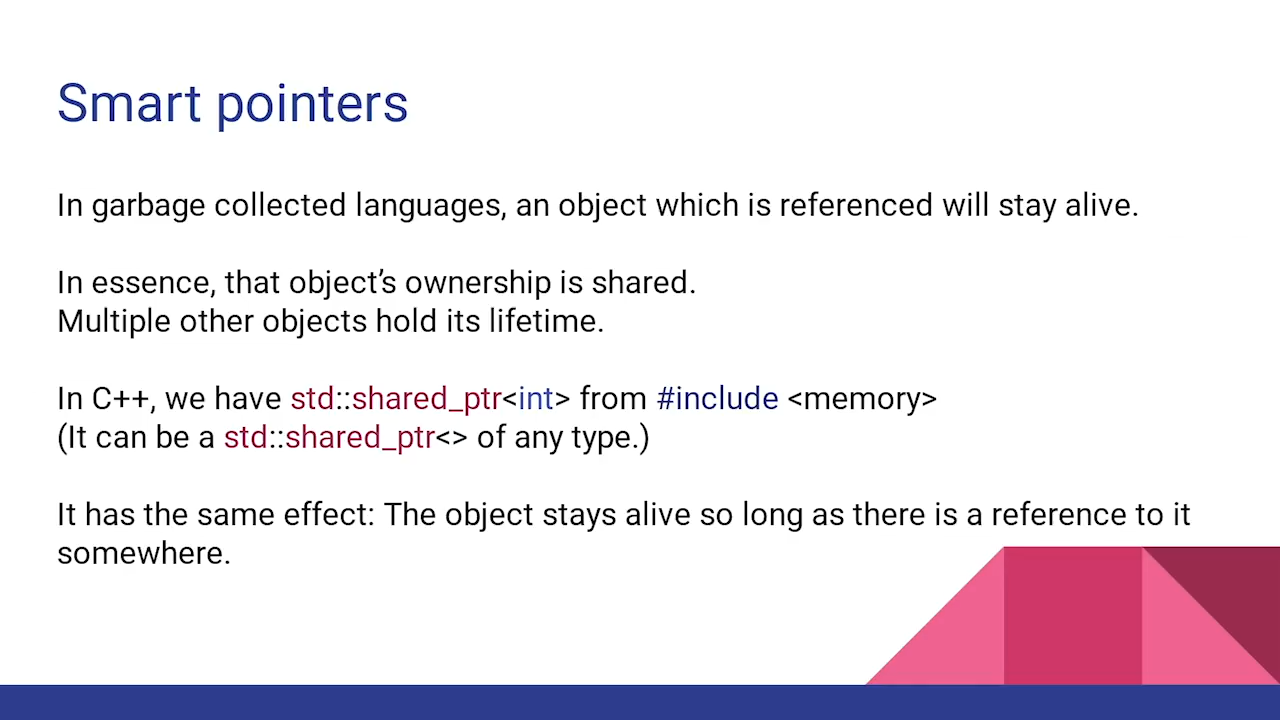 Smart pointers
In garbage collected languages, an object which is referenced will stay alive.
In essence, that object’s ownership is shared.
Multiple other objects hold its lifetime.
In C++, we have std::shared_ptr<int> from #include <memory>
(It can be a std::shared_ptr<> of any type.)
It has the same effect: The object stays alive so long as there is a reference to it
somewhere.